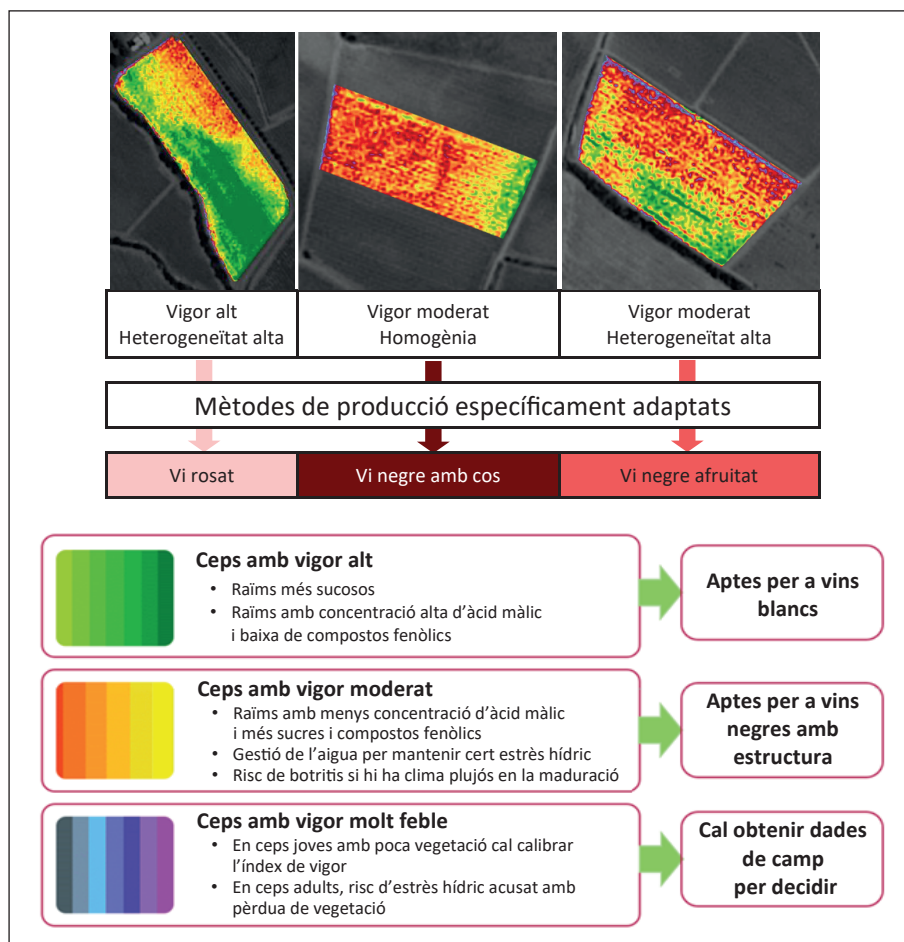 Vigor alt
Heterogeneïtat alta
Vigor moderat
Homogènia
Vigor moderat
Heterogeneïtat alta
Mètodes de producció específicament adaptats
Vi rosat
Vi negre amb cos
Vi negre afruitat
Ceps amb vigor alt
• Raïms més sucosos
• Raïms amb concentració alta d’àcid màlic
i baixa de compostos fenòlics
Aptes per a vins
blancs
Ceps amb vigor moderat
• Raïms amb menys concentració d’àcid màlic
i més sucres i compostos fenòlics
• Gestió de l’aigua per mantenir cert estrès hídric
• Risc de botritis si hi ha clima plujós en la maduració
Aptes per a vins
negres amb
estructura
Ceps amb vigor molt feble
• En ceps joves amb poca vegetació cal calibrar
l’índex de vigor
• En ceps adults, risc d’estrès hídric acusat amb
pèrdua de vegetació
Cal obtenir dades
de camp
per decidir